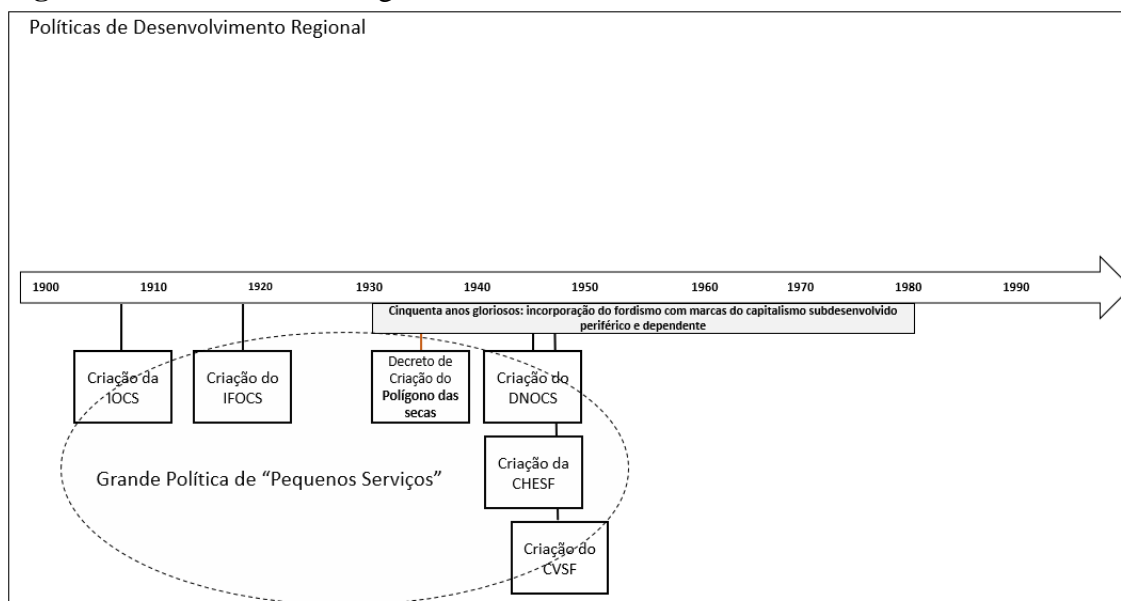 Políticas de Desenvolvimento Regional
1900 1910 1920 1930 1940 1950 1960 1970 1980 1990
Cinquenta anos gloriosos: incorporação do fordismo com marcas do capitalismo subdesenvolvido
periférico e dependente
Criação da
IOCS
Criação do
IFOCS
Decreto de
Criação do
Polígono das
secas
Criação do
DNOCS
Criação da
CHESF
Criação do
CVSF
Grande Política de “Pequenos Serviços”